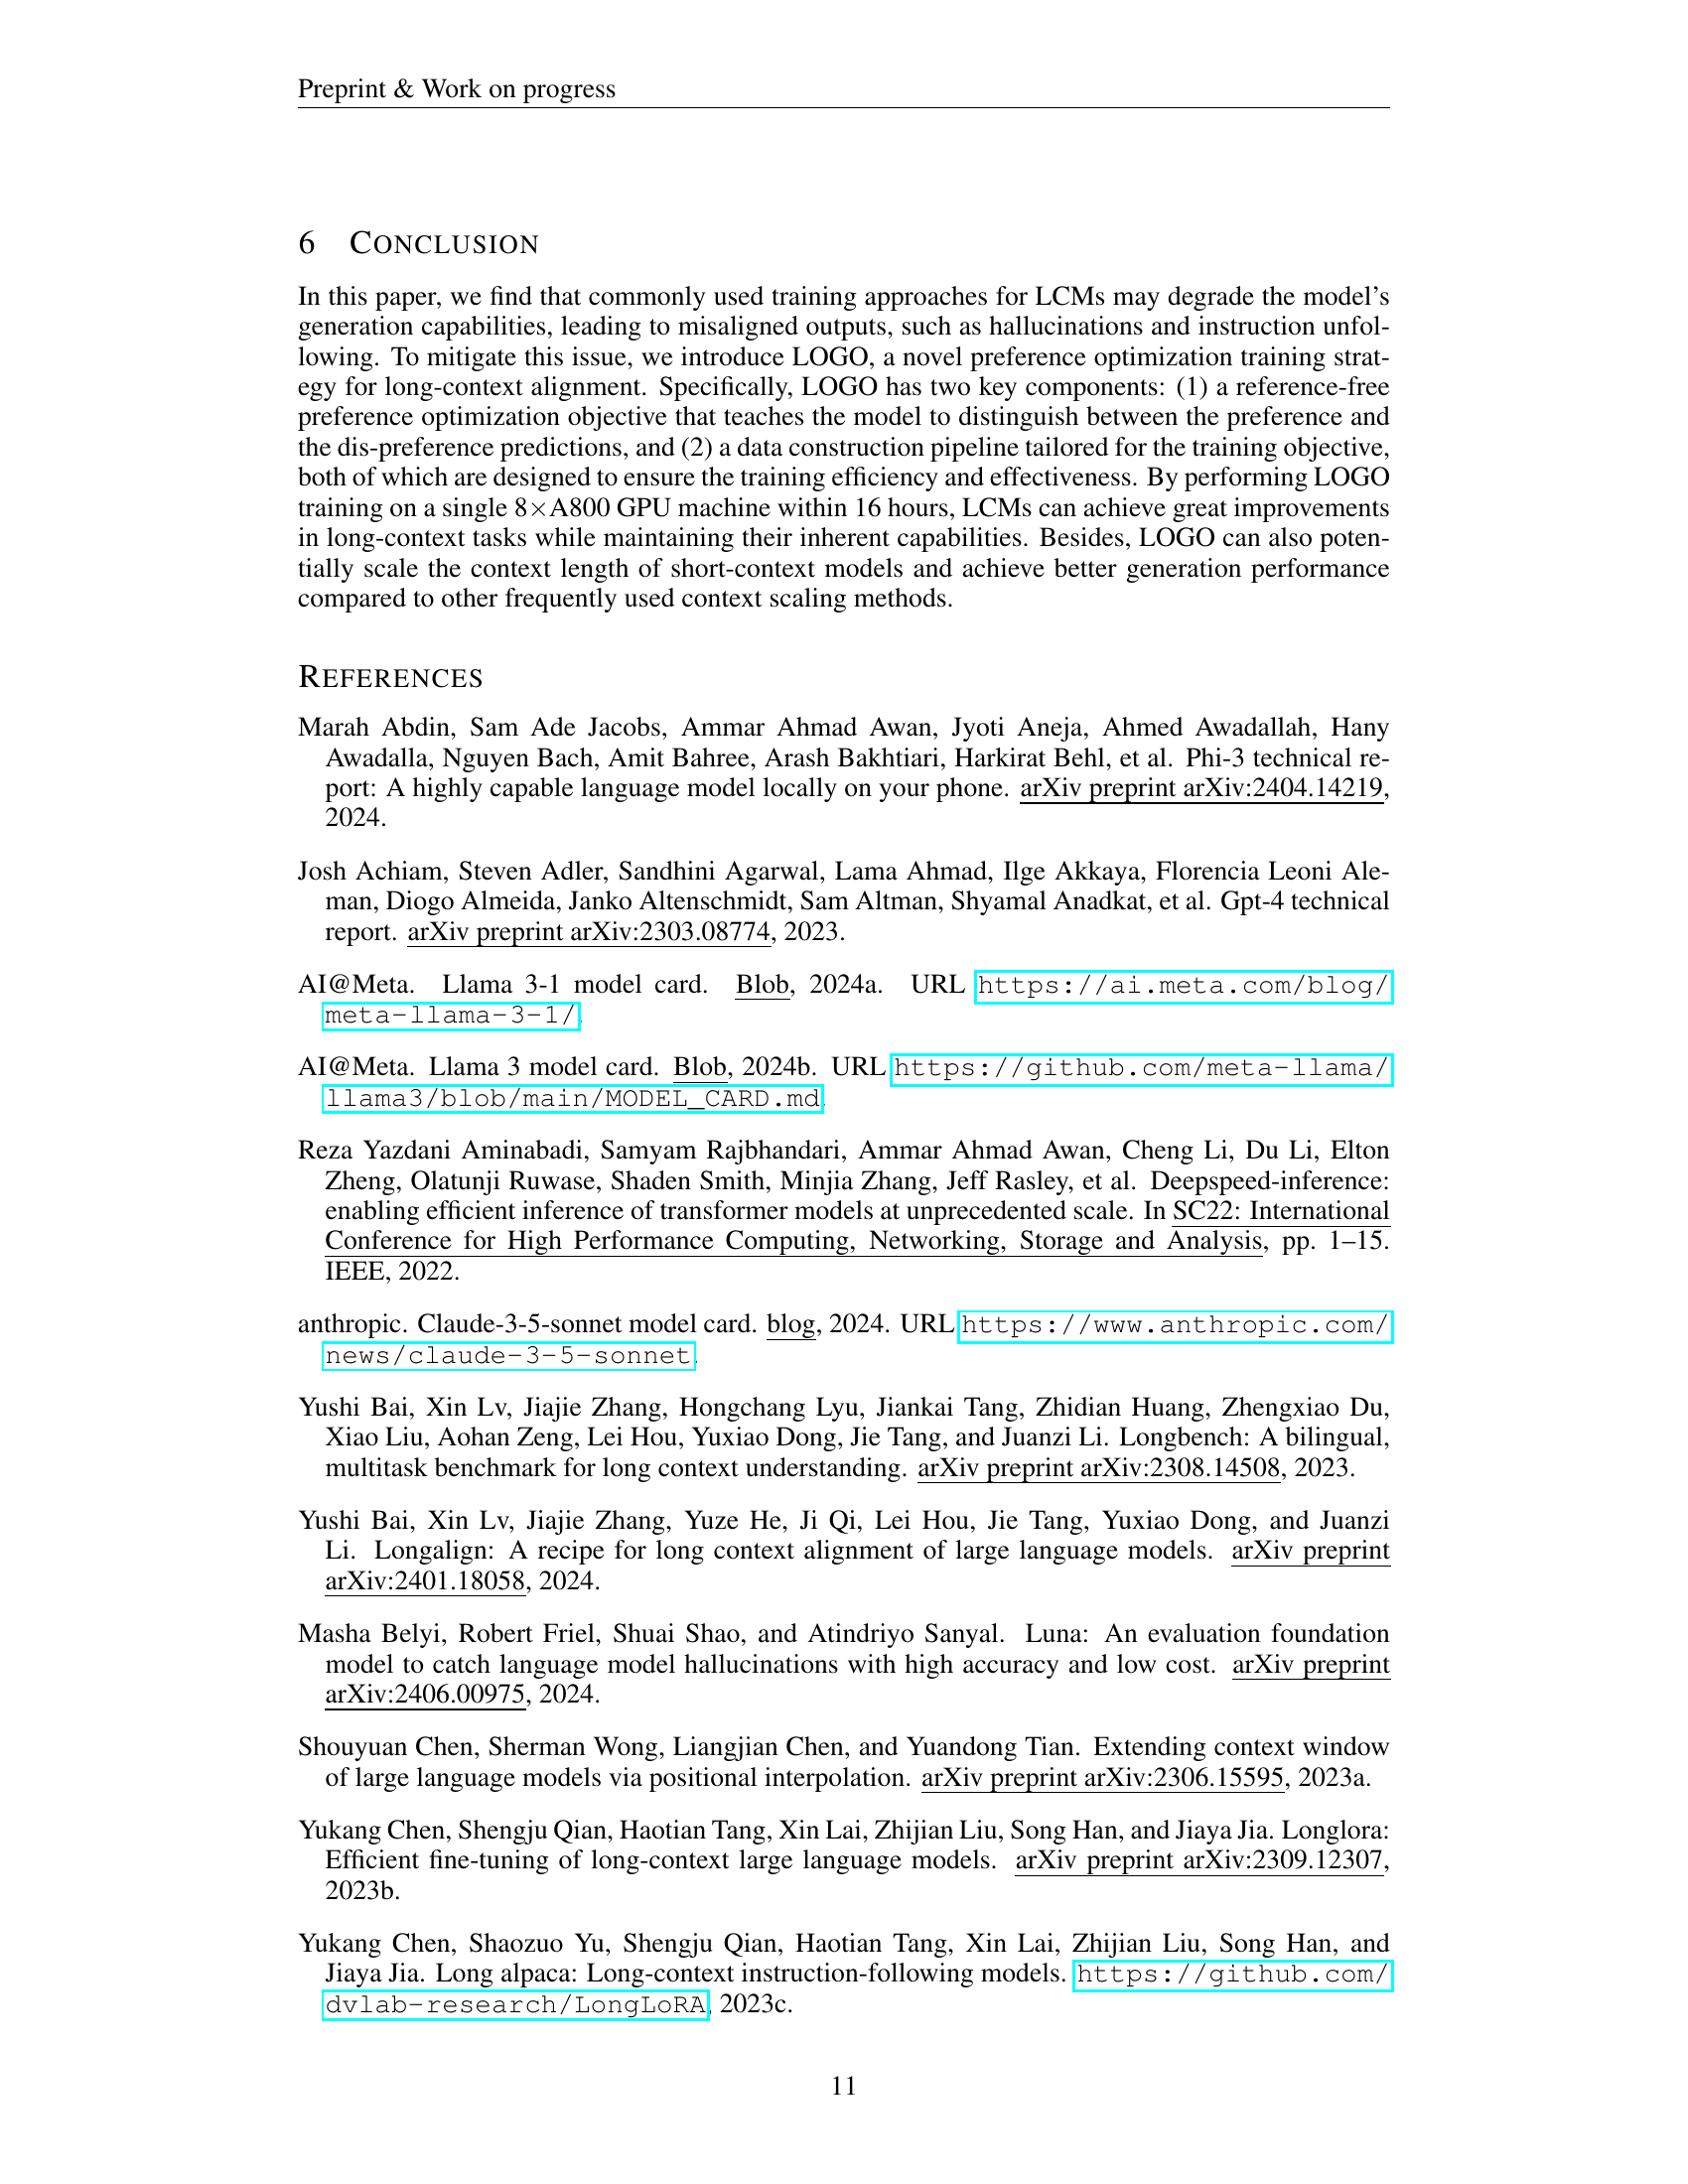 Preprint & Work on progress
6 CONCLUSION
In this paper, we find that commonly used training approaches for LCMs may degrade the model's
generation capabilities, leading to misaligned outputs, such as hallucinations and instruction unfol-
lowing. To mitigate this issue, we introduce LOGO, a novel preference optimization training strat-
egy for long-context alignment. Specifically, LOGO has two key components: (1) a reference-free
preference optimization objective that teaches the model to distinguish between the preference and
the dis-preference predictions, and (2) a data construction pipeline tailored for the training objective,
both of which are designed to ensure the training efficiency and effectiveness. By performing LOGO
training on a single 8×A800 GPU machine within 16 hours, LCMs can achieve great improvements
in long-context tasks while maintaining their inherent capabilities. Besides, LOGO can also poten-
tially scale the context length of short-context models and achieve better generation performance
compared to other frequently used context scaling methods.
REFERENCES
Marah Abdin, Sam Ade Jacobs, Ammar Ahmad Awan, Jyoti Aneja, Ahmed Awadallah, Hany
Awadalla, Nguyen Bach, Amit Bahree, Arash Bakhtiari, Harkirat Behl, et al. Phi-3 technical re-
port: A highly capable language model locally on your phone. arXiv preprint arXiv:2404.14219,
2024.
Josh Achiam, Steven Adler, Sandhini Agarwal, Lama Ahmad, Ilge Akkaya, Florencia Leoni Ale-
man, Diogo Almeida, Janko Altenschmidt, Sam Altman, Shyamal Anadkat, et al. Gpt-4 technical
report. arXiv preprint arXiv:2303.08774, 2023.
AI@Meta. Llama 3-1 model card. Blob, 2024a. URL https://ai.meta.com/blog/
meta-llama-3-1/.
AI@Meta. Llama 3 model card. Blob, 2024b. URL https://github.com/meta-llama/
llama3/blob/main/MODEL_CARD.md.
Reza Yazdani Aminabadi, Samyam Rajbhandari, Ammar Ahmad Awan, Cheng Li, Du Li, Elton
Zheng, Olatunji Ruwase, Shaden Smith, Minjia Zhang, Jeff Rasley, et al. Deepspeed-inference:
enabling efficient inference of transformer models at unprecedented scale. In SC22: International
Conference for High Performance Computing, Networking, Storage and Analysis, pp. 1–15.
IEEE, 2022.
anthropic. Claude-3-5-sonnet model card. blog, 2024. URL https://www.anthropic.com/
news/claude-3-5-sonnet.
Yushi Bai, Xin Lv, Jiajie Zhang, Hongchang Lyu, Jiankai Tang, Zhidian Huang, Zhengxiao Du,
Xiao Liu, Aohan Zeng, Lei Hou, Yuxiao Dong, Jie Tang, and Juanzi Li. Longbench: A bilingual,
multitask benchmark for long context understanding. arXiv preprint arXiv:2308.14508, 2023.
Yushi Bai, Xin Lv, Jiajie Zhang, Yuze He, Ji Qi, Lei Hou, Jie Tang, Yuxiao Dong, and Juanzi
Li. Longalign: A recipe for long context alignment of large language models. arXiv preprint
arXiv:2401.18058, 2024.
Masha Belyi, Robert Friel, Shuai Shao, and Atindriyo Sanyal. Luna: An evaluation foundation
model to catch language model hallucinations with high accuracy and low cost. arXiv preprint
arXiv:2406.00975, 2024.
Shouyuan Chen, Sherman Wong, Liangjian Chen, and Yuandong Tian. Extending context window
of large language models via positional interpolation. arXiv preprint arXiv:2306.15595, 2023a.
Yukang Chen, Shengju Qian, Haotian Tang, Xin Lai, Zhijian Liu, Song Han, and Jiaya Jia. Longlora:
Efficient fine-tuning of long-context large language models. arXiv preprint arXiv:2309.12307,
2023b.
Yukang Chen, Shaozuo Yu, Shengju Qian, Haotian Tang, Xin Lai, Zhijian Liu, Song Han, and
Jiaya Jia. Long alpaca: Long-context instruction-following models. https://github.com/
dvlab-research/LongLoRA, 2023c.
11